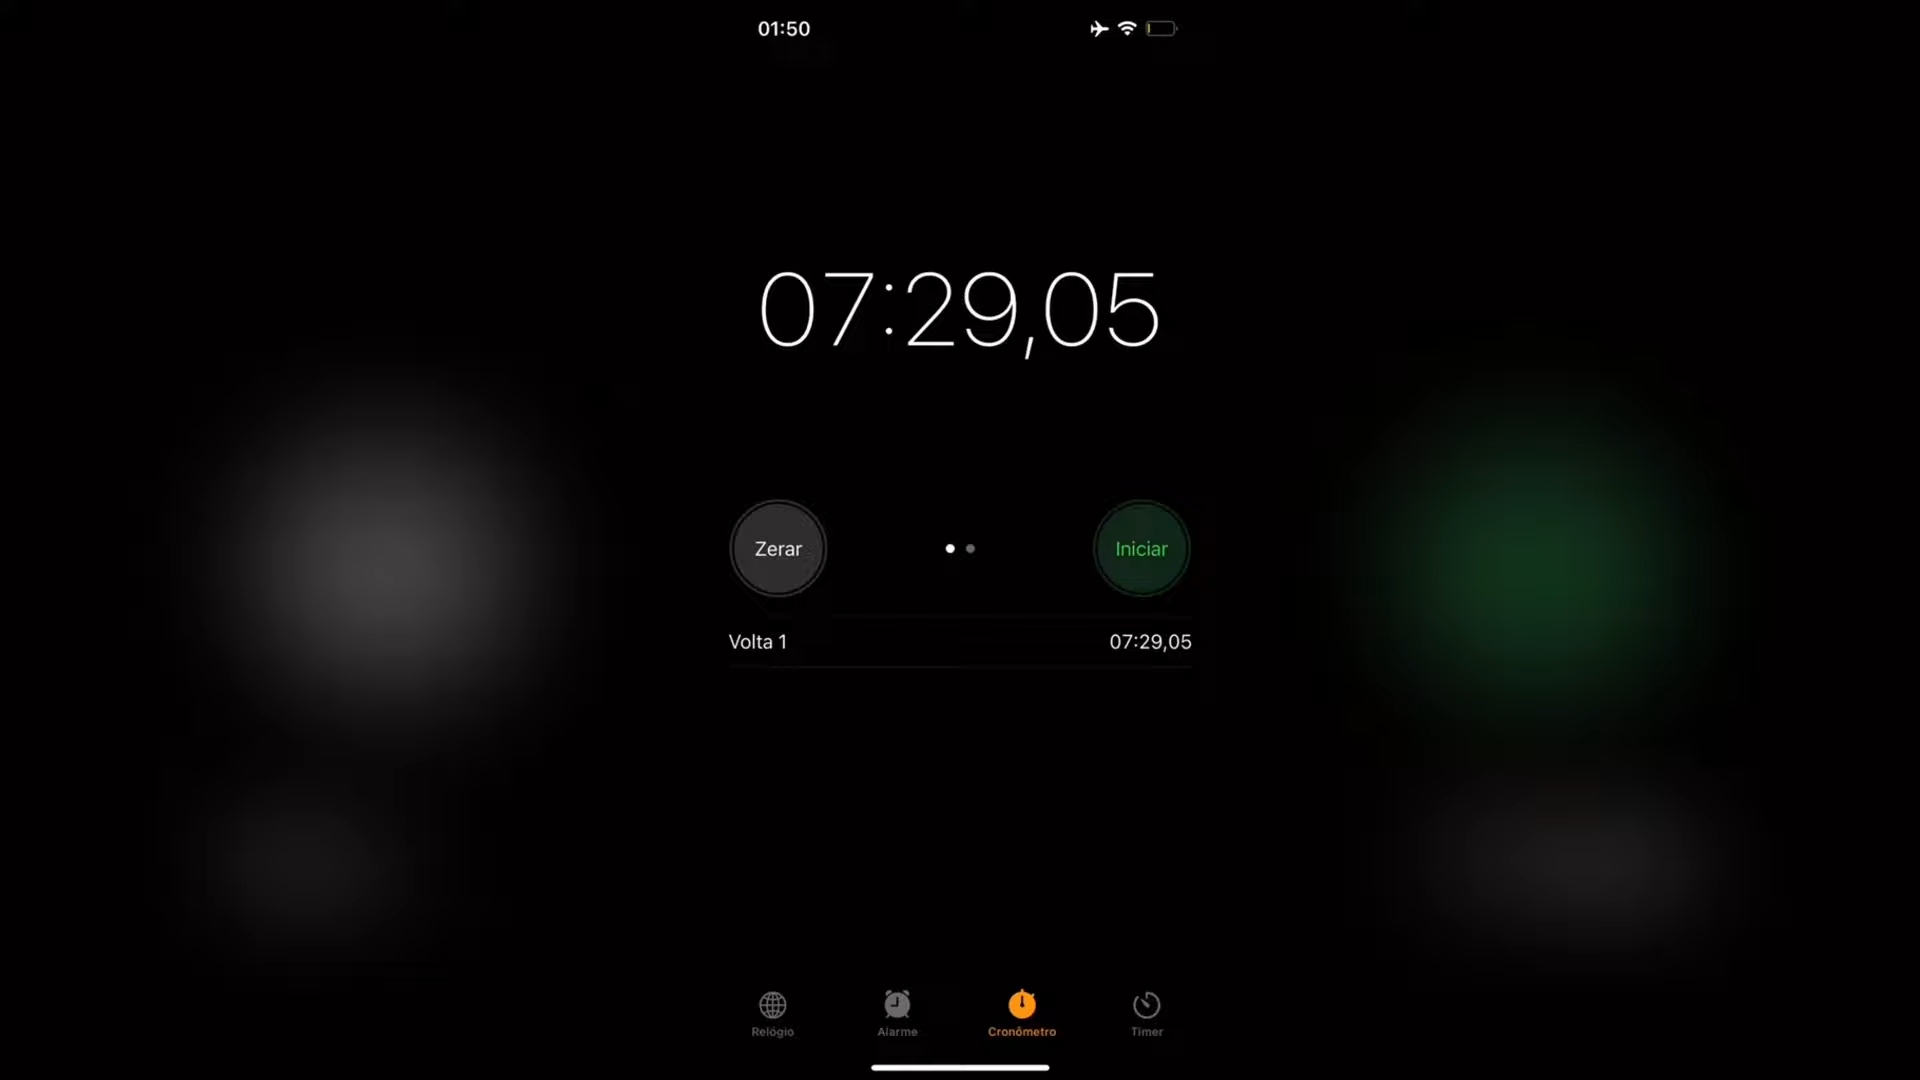 01:50
07:29,05
Zerar
Iniciar
Volta 1 07:29,05
Relógio Alarme Cronômetro Timer